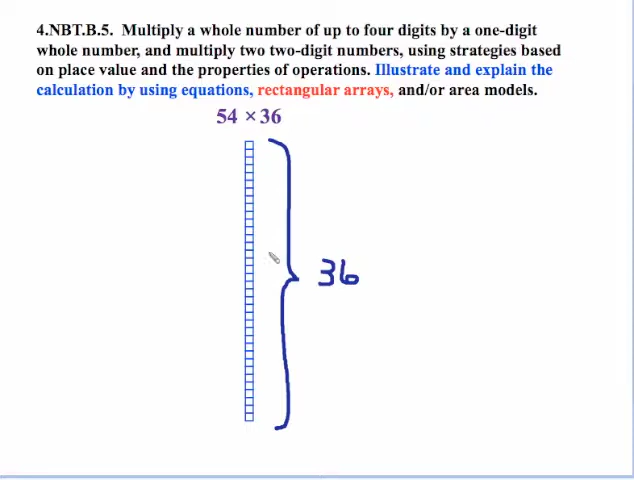 4.NBT.B.5. Multiply a whole number of up to four digits by a one-digit
whole number, and multiply two two-digit numbers, using strategies based
on place value and the properties of operations. Illustrate and explain the
calculation by using equations, rectangular arrays, and/or area models.
54 × 36
36